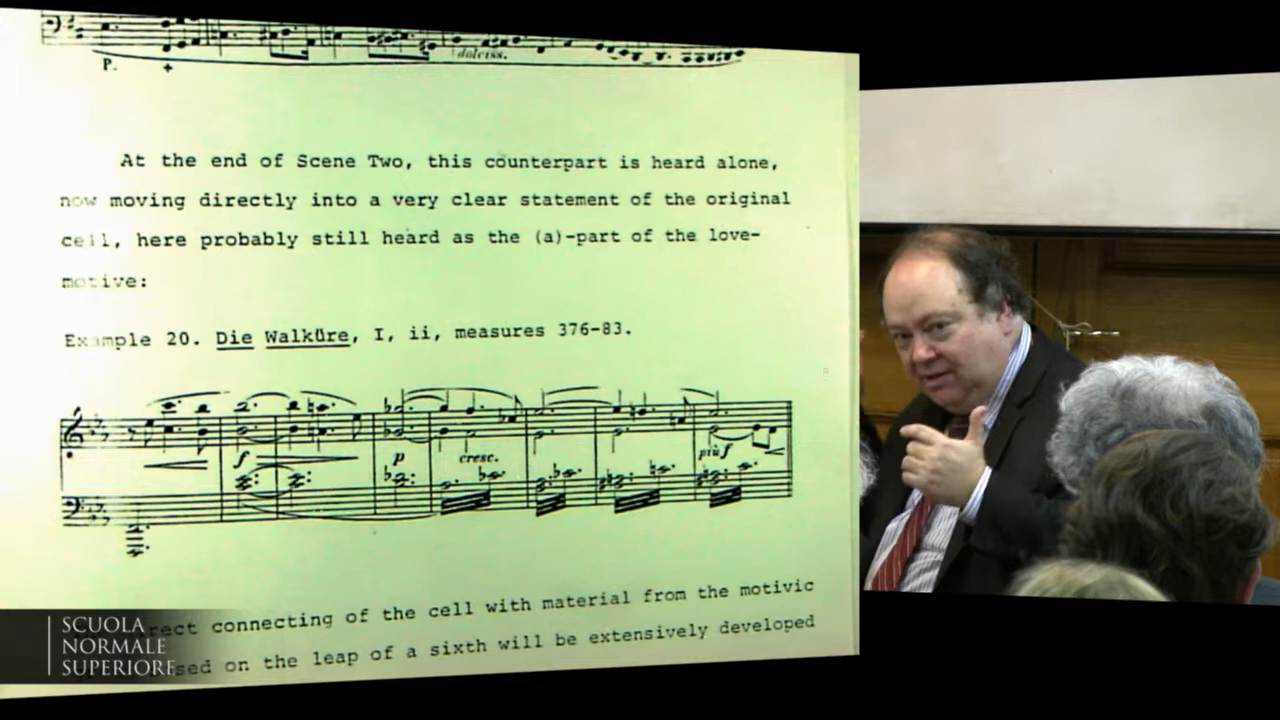 dolciss.
P.
At the end of Scene Two, this counterpart is heard alone,
now moving directly into a very clear statement of the original
cell, here probably still heard as the (a)-part of the love-
motive:
Example 20. Die Walküre, I, ii, measures 376-83.
f p cresc. più f
connecting of the cell with material from the motivic
on the leap of a sixth will be extensively developed
SCUOLA
NORMALE
SUPERIORE